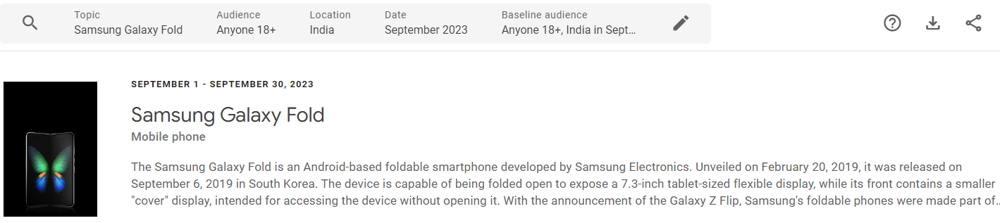 Topic Audience Location Date Baseline audience
Samsung Galaxy Fold Anyone 18+ India September 2023 Anyone 18+, India in Sept...
SEPTEMBER 1 - SEPTEMBER 30, 2023
Samsung Galaxy Fold
Mobile phone
The Samsung Galaxy Fold is an Android-based foldable smartphone developed by Samsung Electronics. Unveiled on February 20, 2019, it was released on
September 6, 2019 in South Korea. The device is capable of being folded open to expose a 7.3-inch tablet-sized flexible display, while its front contains a smaller
"cover" display, intended for accessing the device without opening it. With the announcement of the Galaxy Z Flip, Samsung's foldable phones were made part of..